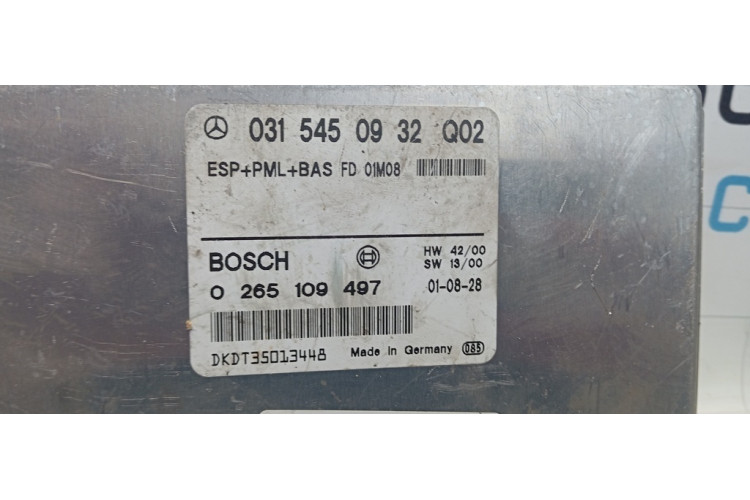 031 545 09 32 Q02
ESP+PML+BAS FD 01M08
BOSCH
HW 42/00
SW 13/00
0 265 109 497
01-08-28
DKDT35013448
Made in Germany
085